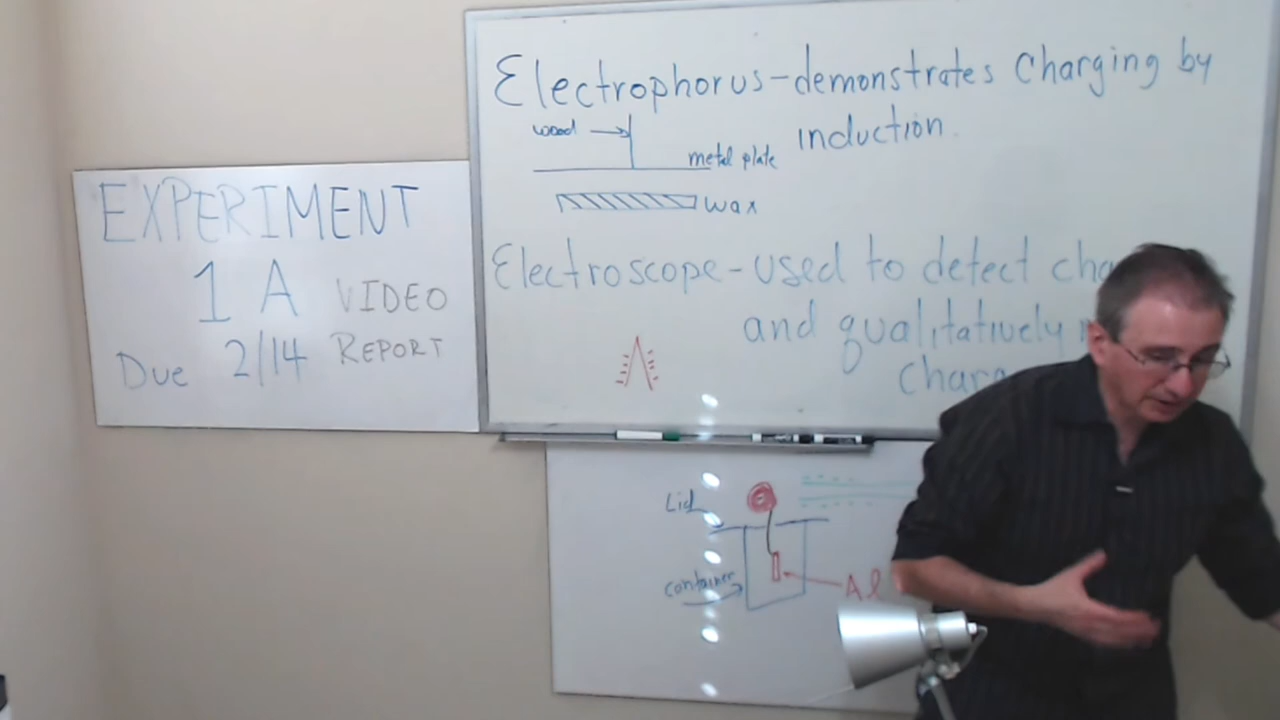 EXPERIMENT
1 A VIDEO
Due 2/14 REPORT
Electrophorus-demonstrates Charging by
induction.
wood
metal plate
wax
Electroscope-used to detect
and qualitatively
Lid
container
Al